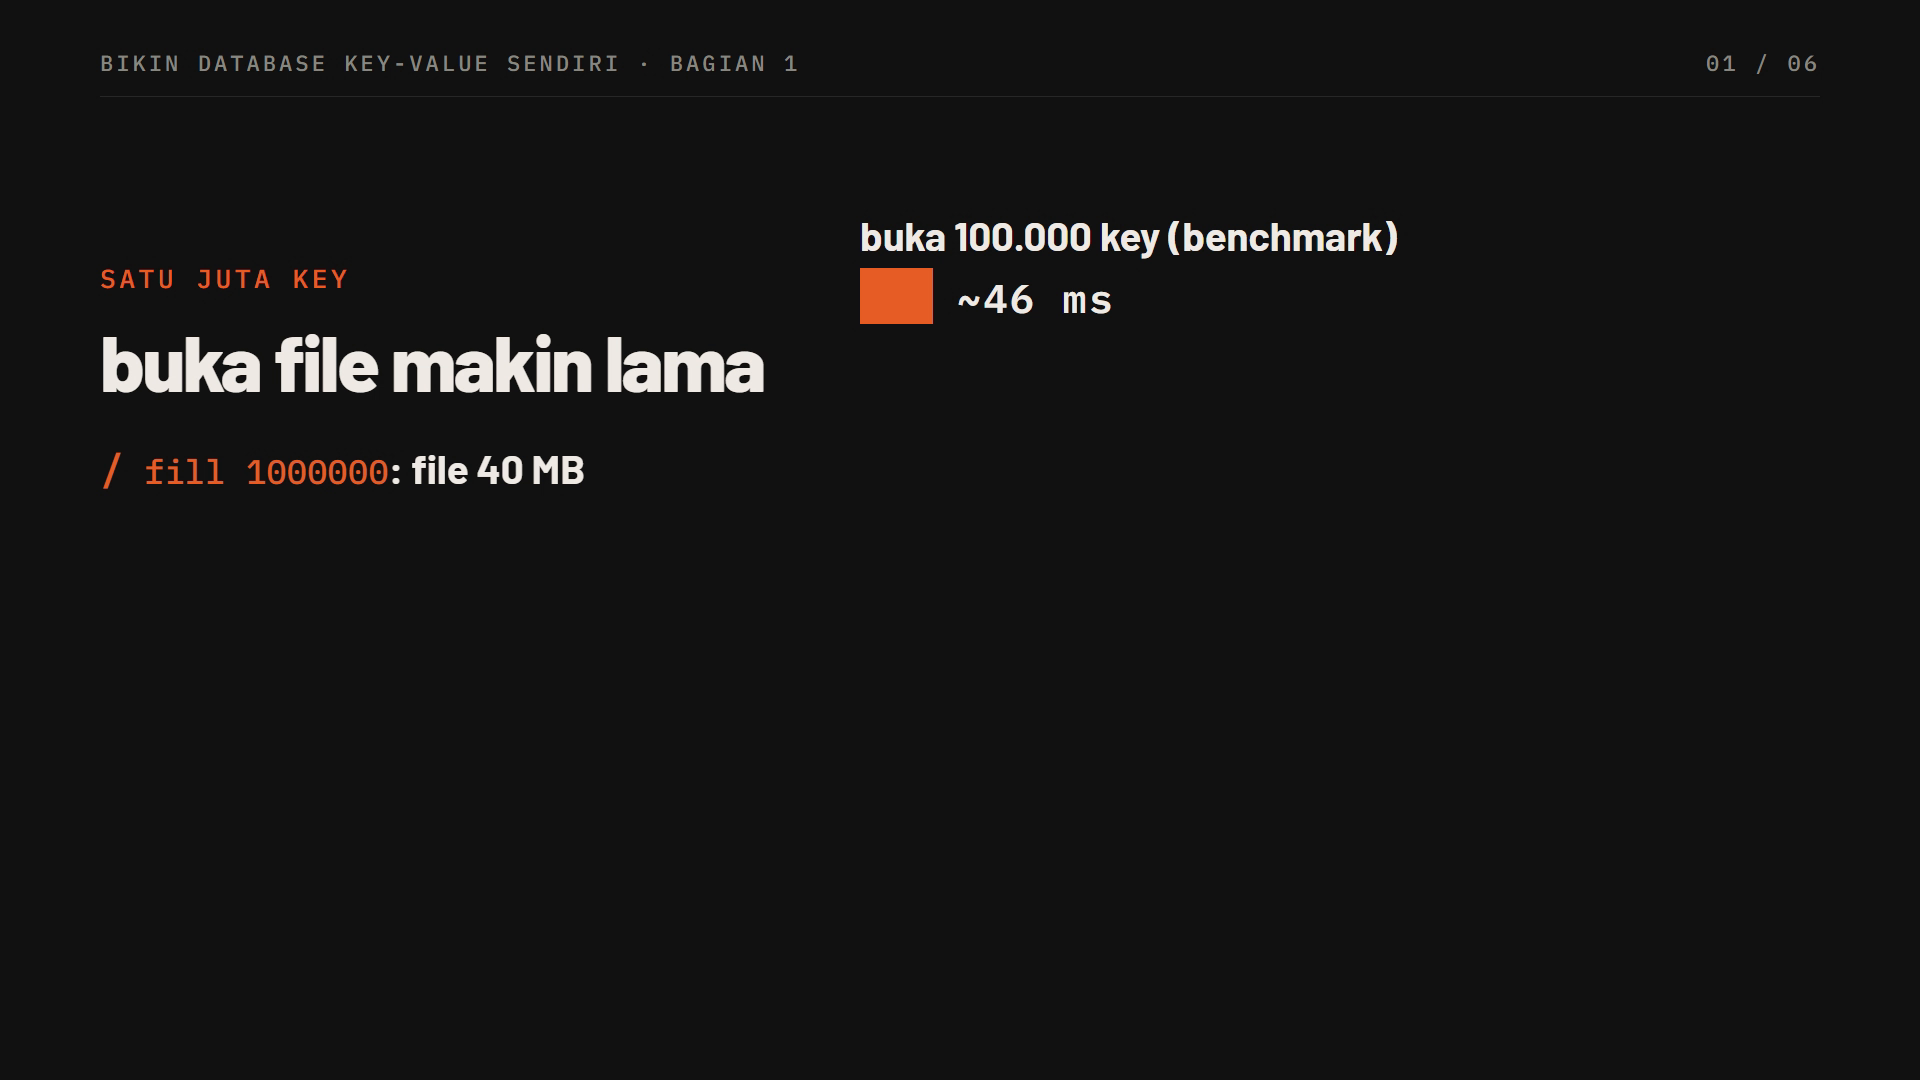 BIKIN DATABASE KEY-VALUE SENDIRI · BAGIAN 1
01 / 06
SATU JUTA KEY
buka file makin lama
/ fill 1000000: file 40 MB
buka 100.000 key (benchmark)
~46 ms